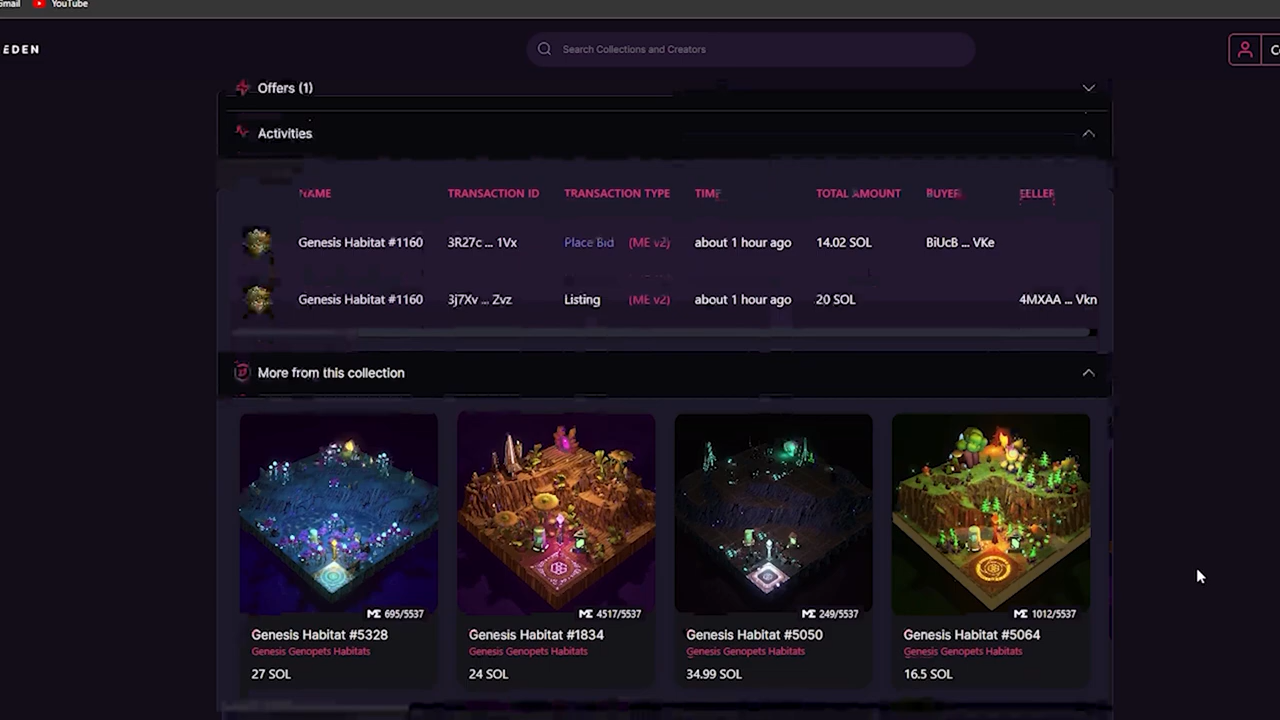 Gmail YouTube
EDEN Search Collections and Creators
Offers (1)
Activities
NAME TRANSACTION ID TRANSACTION TYPE TIME TOTAL AMOUNT BUYER SELLER
Genesis Habitat #1160 3R27c ... 1Vx Place Bid (ME v2) about 1 hour ago 14.02 SOL BiUcB ... VKe
Genesis Habitat #1160 3j7Xv ... Zvz Listing (ME v2) about 1 hour ago 20 SOL 4MXAA ... Vkn
More from this collection
ME 695/5537 ME 4517/5537 ME 249/5537 ME 1012/5537
Genesis Habitat #5328 Genesis Habitat #1834 Genesis Habitat #5050 Genesis Habitat #5064
Genesis Genopets Habitats Genesis Genopets Habitats Genesis Genopets Habitats Genesis Genopets Habitats
27 SOL 24 SOL 34.99 SOL 16.5 SOL